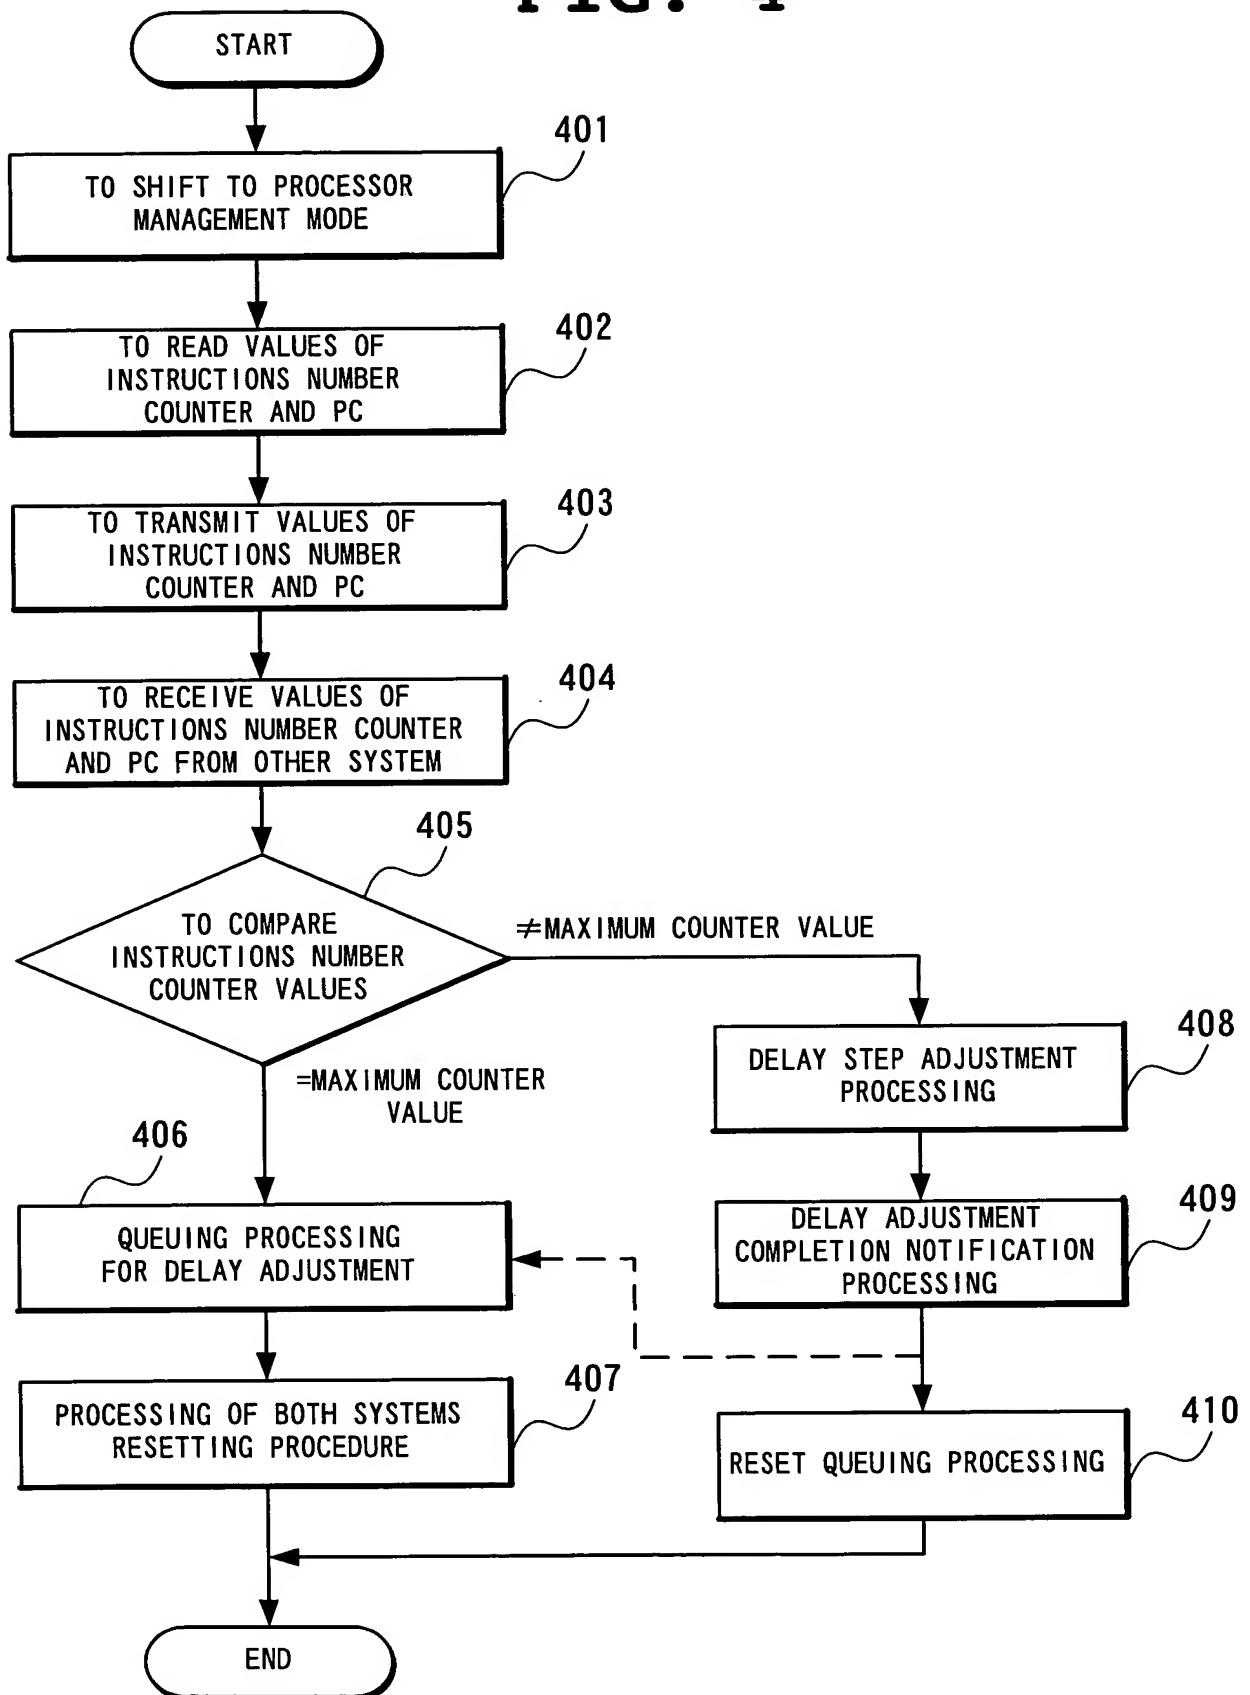 FIG. 4
START
401
TO SHIFT TO PROCESSOR
MANAGEMENT MODE
402
TO READ VALUES OF
INSTRUCTIONS NUMBER
COUNTER AND PC
403
TO TRANSMIT VALUES OF
INSTRUCTIONS NUMBER
COUNTER AND PC
404
TO RECEIVE VALUES OF
INSTRUCTIONS NUMBER COUNTER
AND PC FROM OTHER SYSTEM
405
TO COMPARE
INSTRUCTIONS NUMBER
COUNTER VALUES
≠MAXIMUM COUNTER VALUE
=MAXIMUM COUNTER
VALUE
406
QUEUING PROCESSING
FOR DELAY ADJUSTMENT
407
PROCESSING OF BOTH SYSTEMS
RESETTING PROCEDURE
408
DELAY STEP ADJUSTMENT
PROCESSING
409
DELAY ADJUSTMENT
COMPLETION NOTIFICATION
PROCESSING
410
RESET QUEUING PROCESSING
END